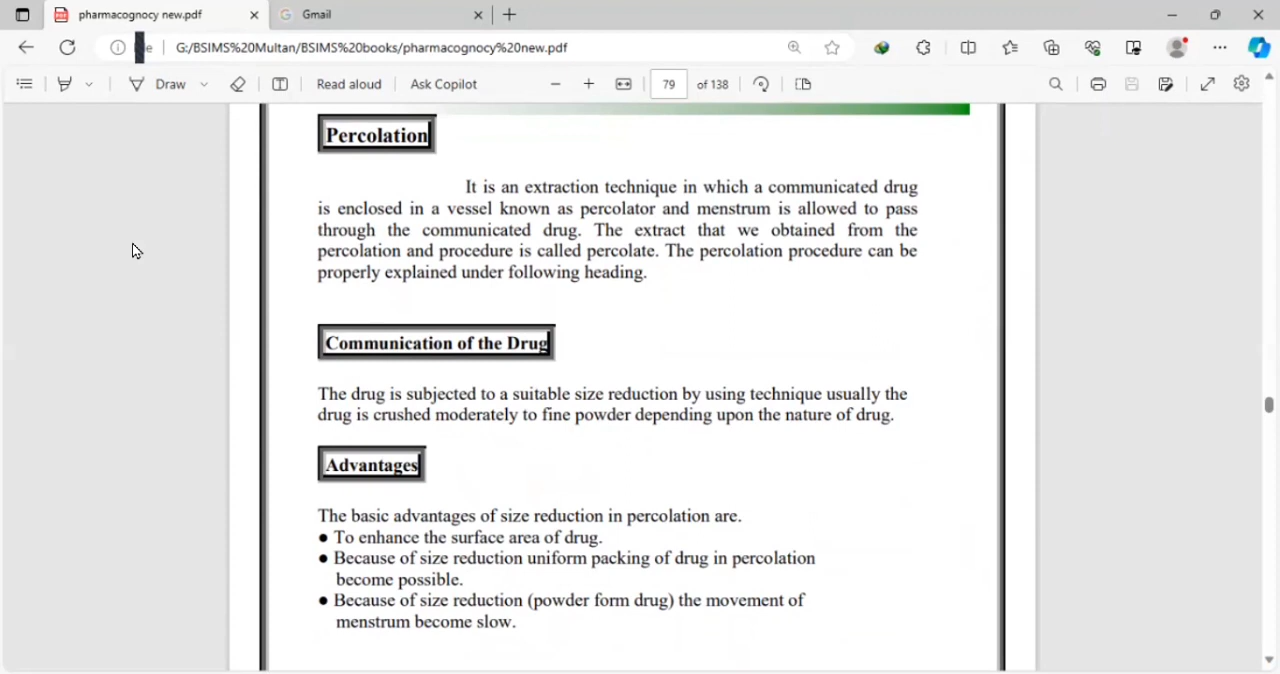 pharmacognocy new.pdf
Gmail
G:/BSIMS%20Multan/BSIMS%20books/pharmacognocy%20new.pdf
Draw
Read aloud
Ask Copilot
79
of 138
Percolation
It is an extraction technique in which a communicated drug
is enclosed in a vessel known as percolator and menstrum is allowed to pass
through the communicated drug. The extract that we obtained from the
percolation and procedure is called percolate. The percolation procedure can be
properly explained under following heading.
Communication of the Drug
The drug is subjected to a suitable size reduction by using technique usually the
drug is crushed moderately to fine powder depending upon the nature of drug.
Advantages
The basic advantages of size reduction in percolation are.
● To enhance the surface area of drug.
● Because of size reduction uniform packing of drug in percolation
become possible.
● Because of size reduction (powder form drug) the movement of
menstrum become slow.